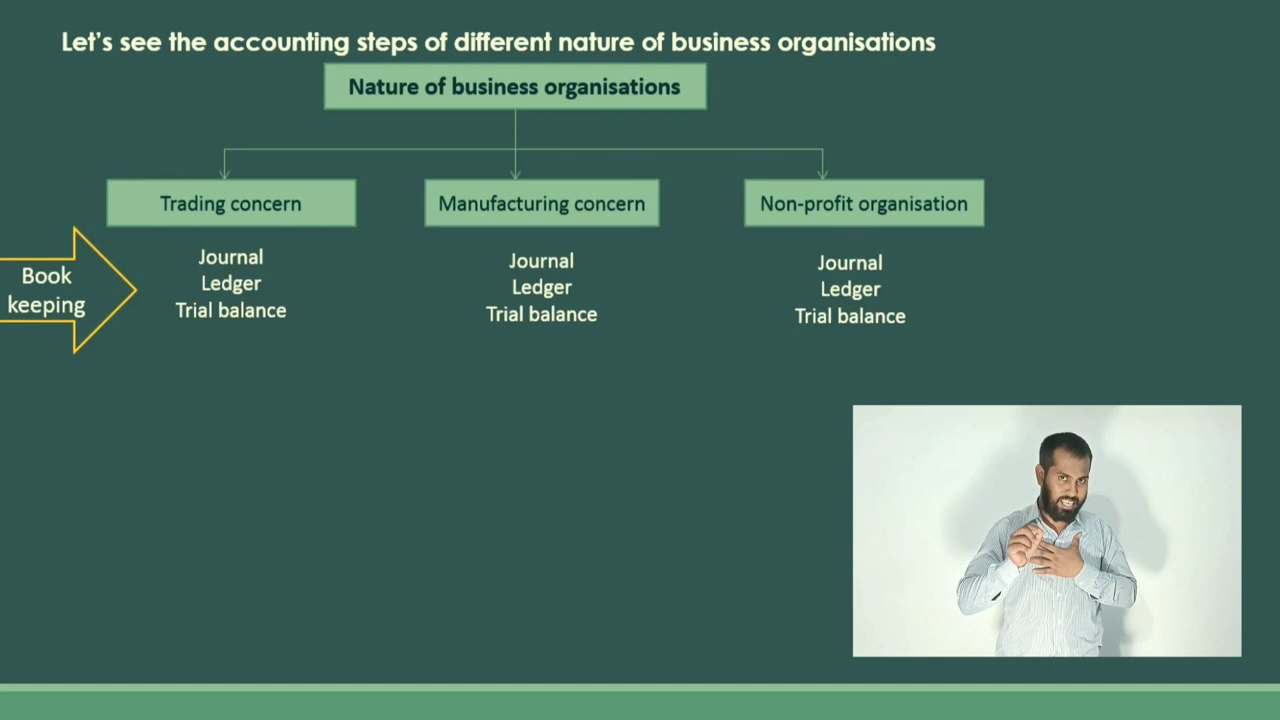 Let's see the accounting steps of different nature of business organisations
Nature of business organisations
Trading concern
Manufacturing concern
Non-profit organisation
Book
keeping
Journal
Ledger
Trial balance
Journal
Ledger
Trial balance
Journal
Ledger
Trial balance